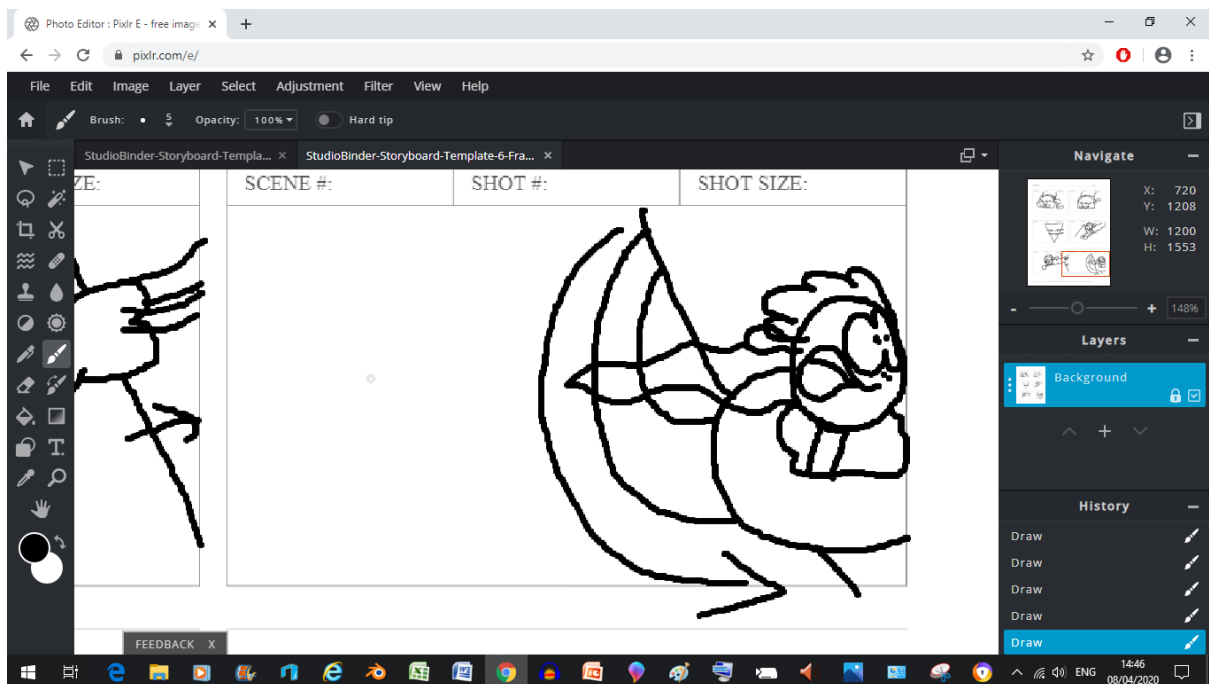 Photo Editor : Pixlr E - free image
pixlr.com/e/
File Edit Image Layer Select Adjustment Filter View Help
Brush: 5 Opacity: 100% Hard tip
StudioBinder-Storyboard-Templa... × StudioBinder-Storyboard-Template-6-Fra... ×
Navigate
ZE: SCENE #: SHOT #: SHOT SIZE:
X: 720
Y: 1208
W: 1200
H: 1553
148%
Layers
Background
History
Draw
Draw
Draw
Draw
Draw
FEEDBACK X
ENG
14:46
08/04/2020